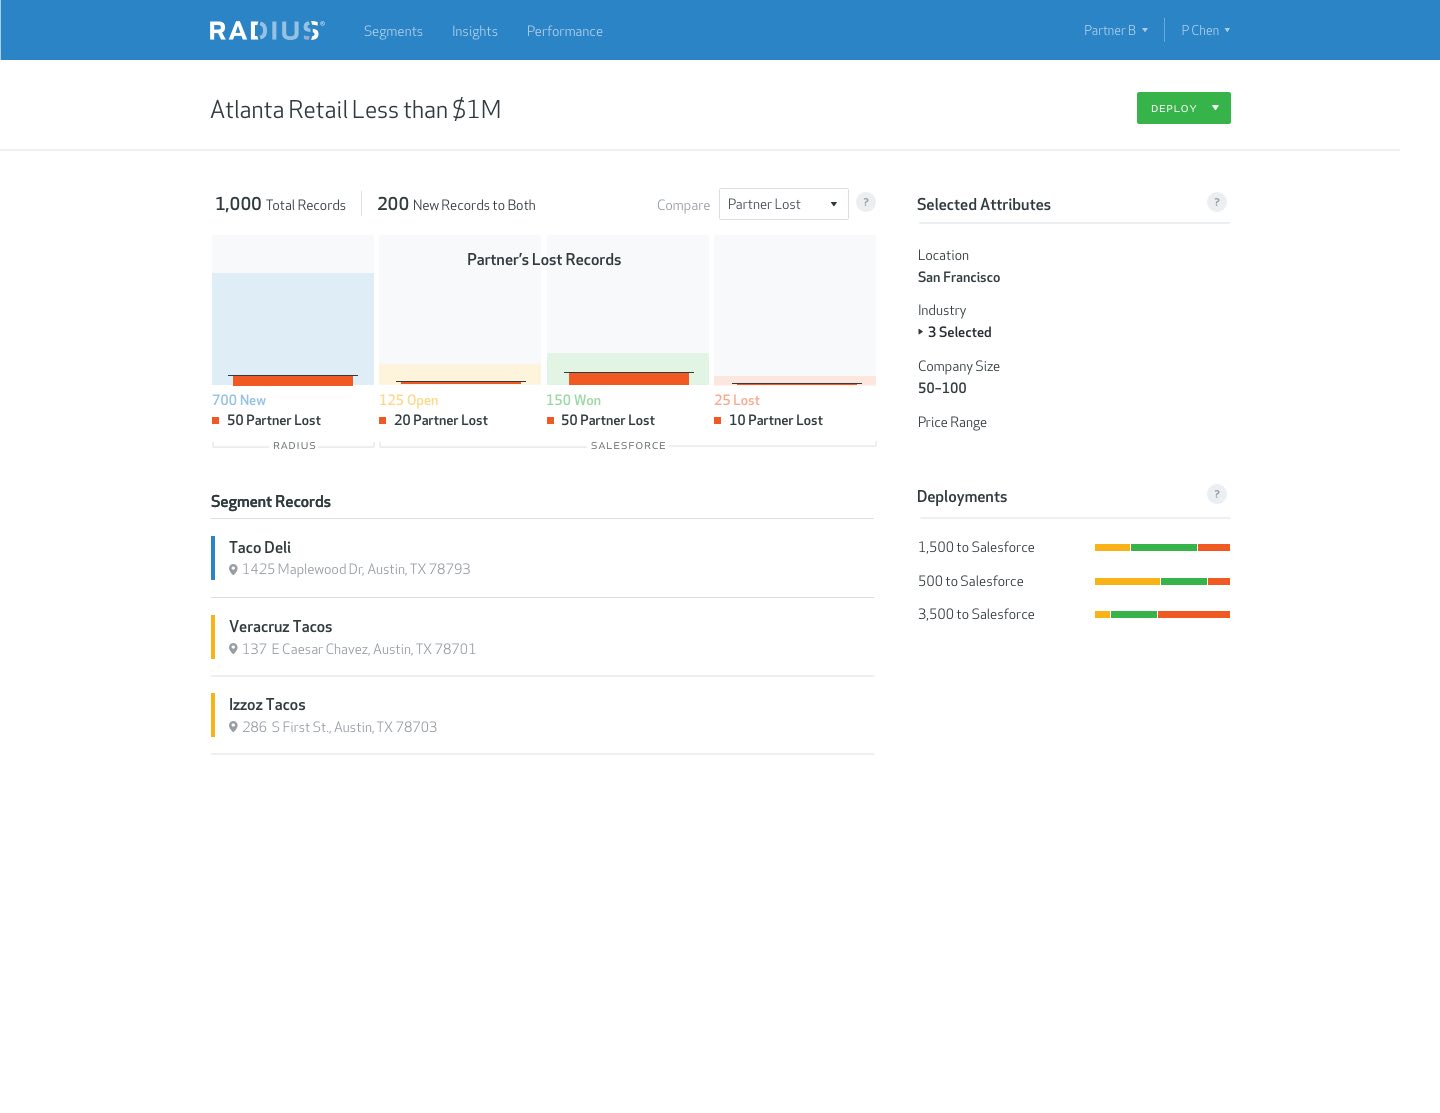 RADIUS®
Segments Insights Performance
Partner B P Chen
Atlanta Retail Less than $1M
DEPLOY
1,000 Total Records 200 New Records to Both
Compare Partner Lost ?
Partner's Lost Records
700 New 125 Open 150 Won 25 Lost
50 Partner Lost 20 Partner Lost 50 Partner Lost 10 Partner Lost
RADIUS SALESFORCE
Segment Records
Taco Deli
1425 Maplewood Dr, Austin, TX 78793
Veracruz Tacos
137 E Caesar Chavez, Austin, TX 78701
Izzoz Tacos
286 S First St., Austin, TX 78703
Selected Attributes ?
Location
San Francisco
Industry
3 Selected
Company Size
50–100
Price Range
Deployments ?
1,500 to Salesforce
500 to Salesforce
3,500 to Salesforce